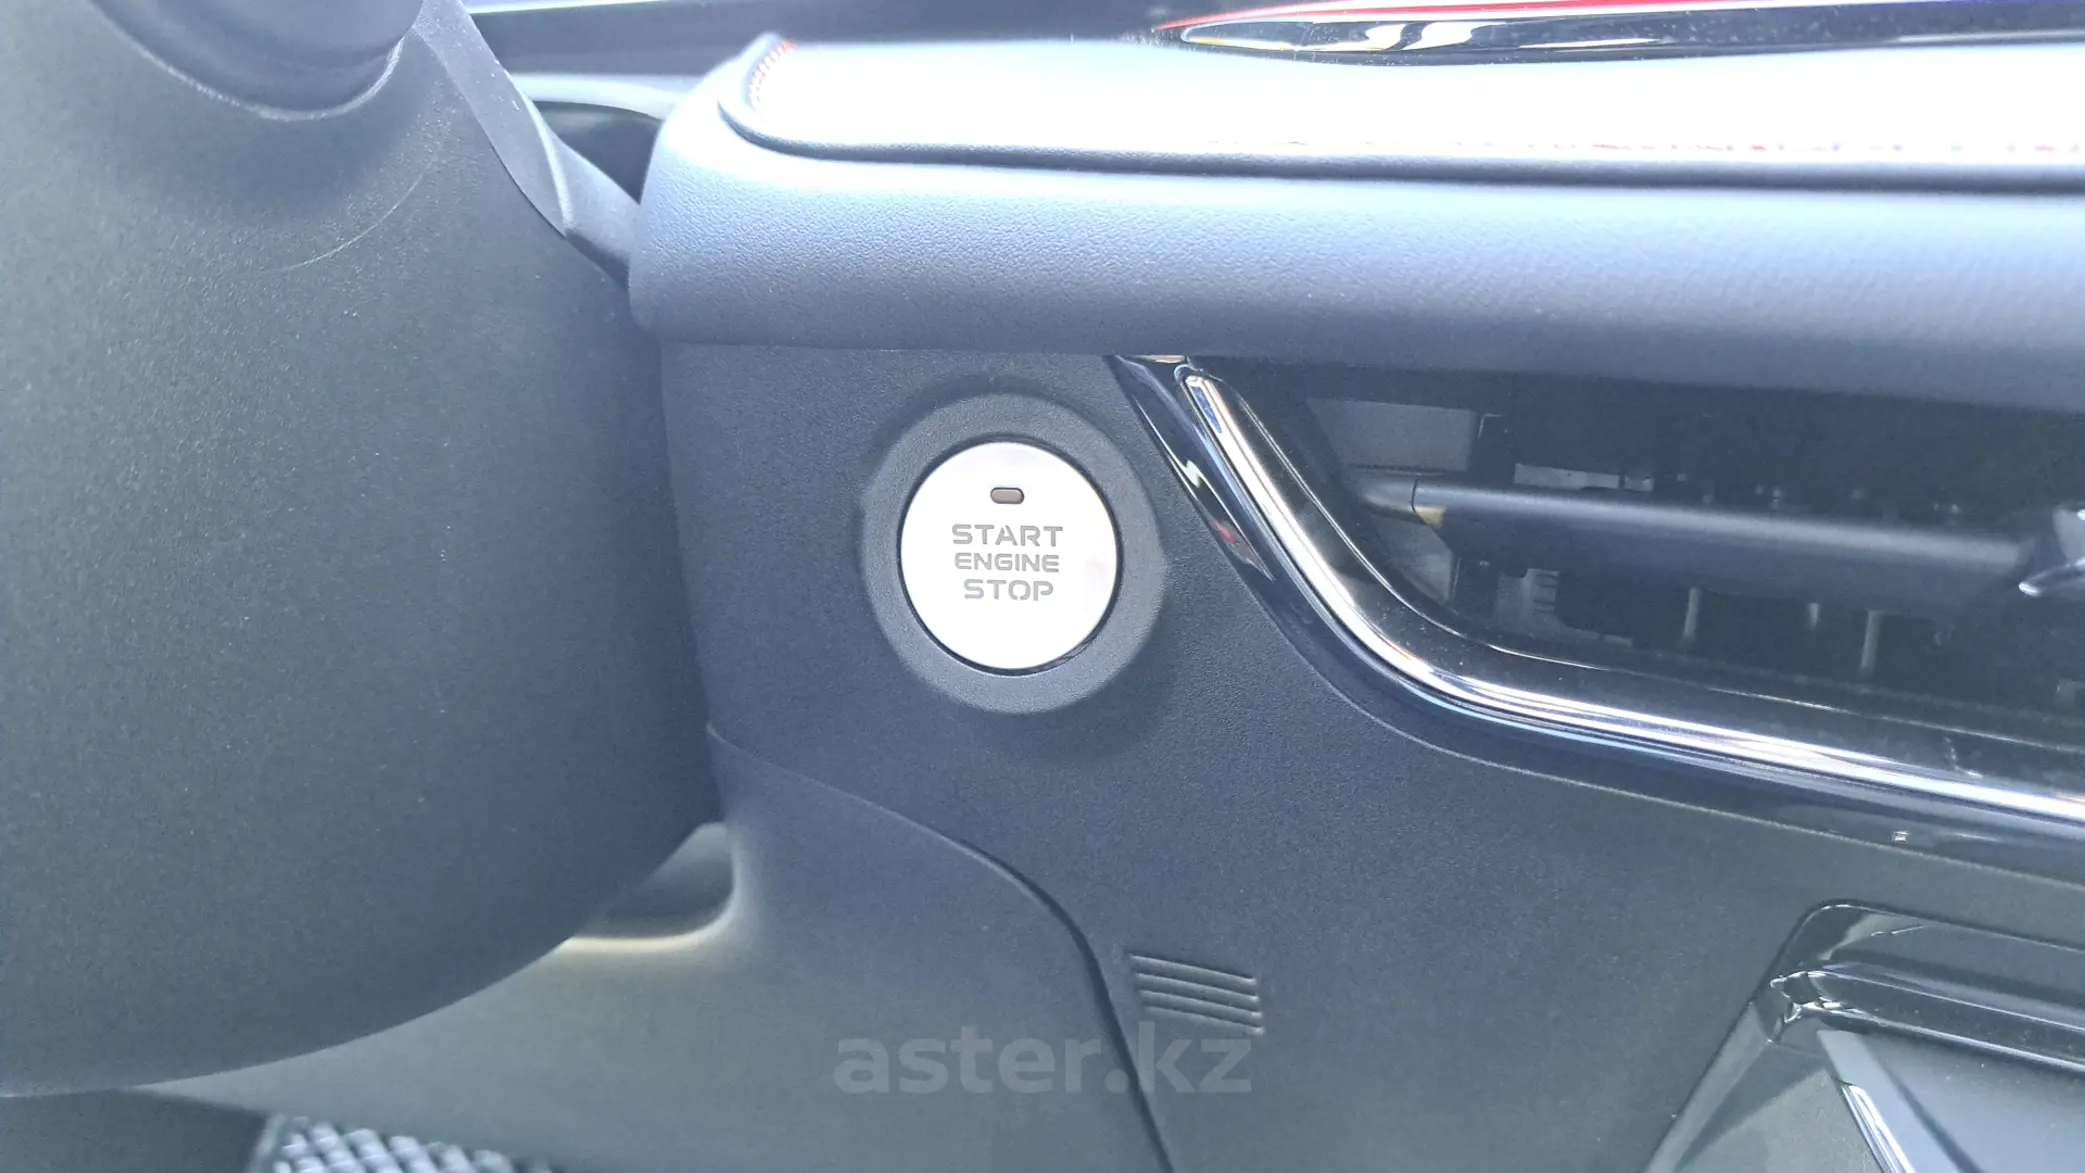 START
ENGINE
STOP
aster.kz